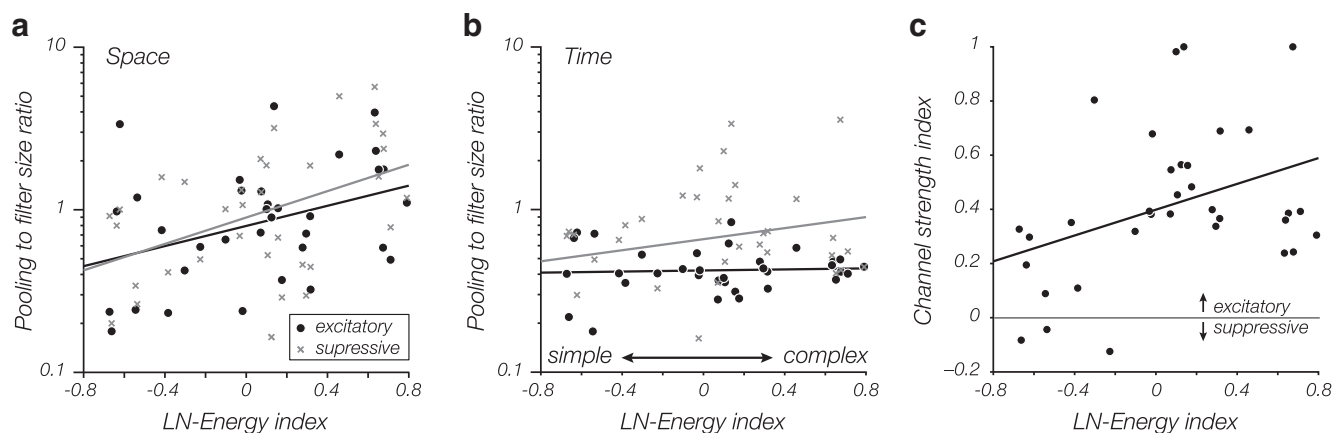 a
Space
Pooling to filter size ratio
10
1
0.1
-0.8
-0.4
0
0.4
0.8
LN-Energy index
excitatory
supressive
b
Time
Pooling to filter size ratio
10
1
0.1
simple
complex
-0.8
-0.4
0
0.4
0.8
LN-Energy index
c
Channel strength index
1
0.8
0.6
0.4
0.2
0
–0.2
excitatory
suppressive
-0.8
-0.4
0
0.4
0.8
LN-Energy index